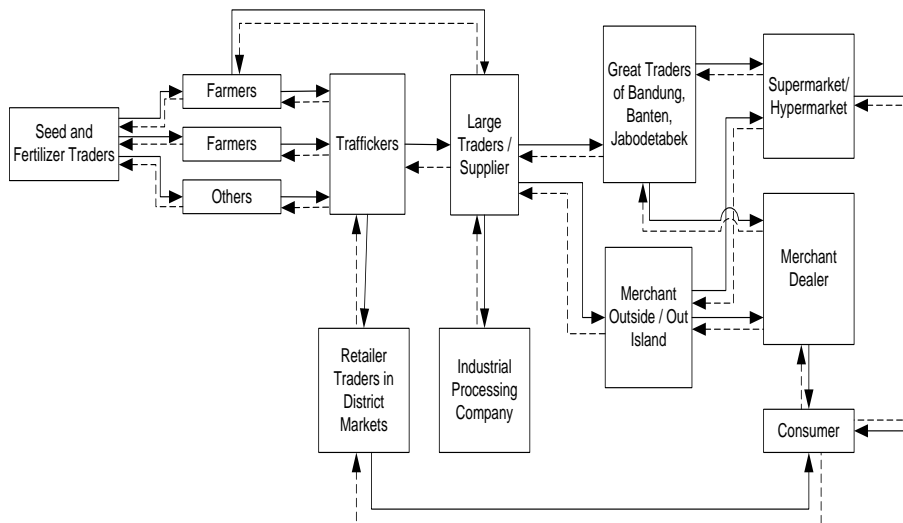 Seed and
Fertilizer Traders
Farmers
Farmers
Others
Traffickers
Large
Traders /
Supplier
Great Traders
of Bandung,
Banten,
Jabodetabek
Supermarket/
Hypermarket
Merchant
Outside / Out
Island
Merchant
Dealer
Retailer
Traders in
District
Markets
Industrial
Processing
Company
Consumer